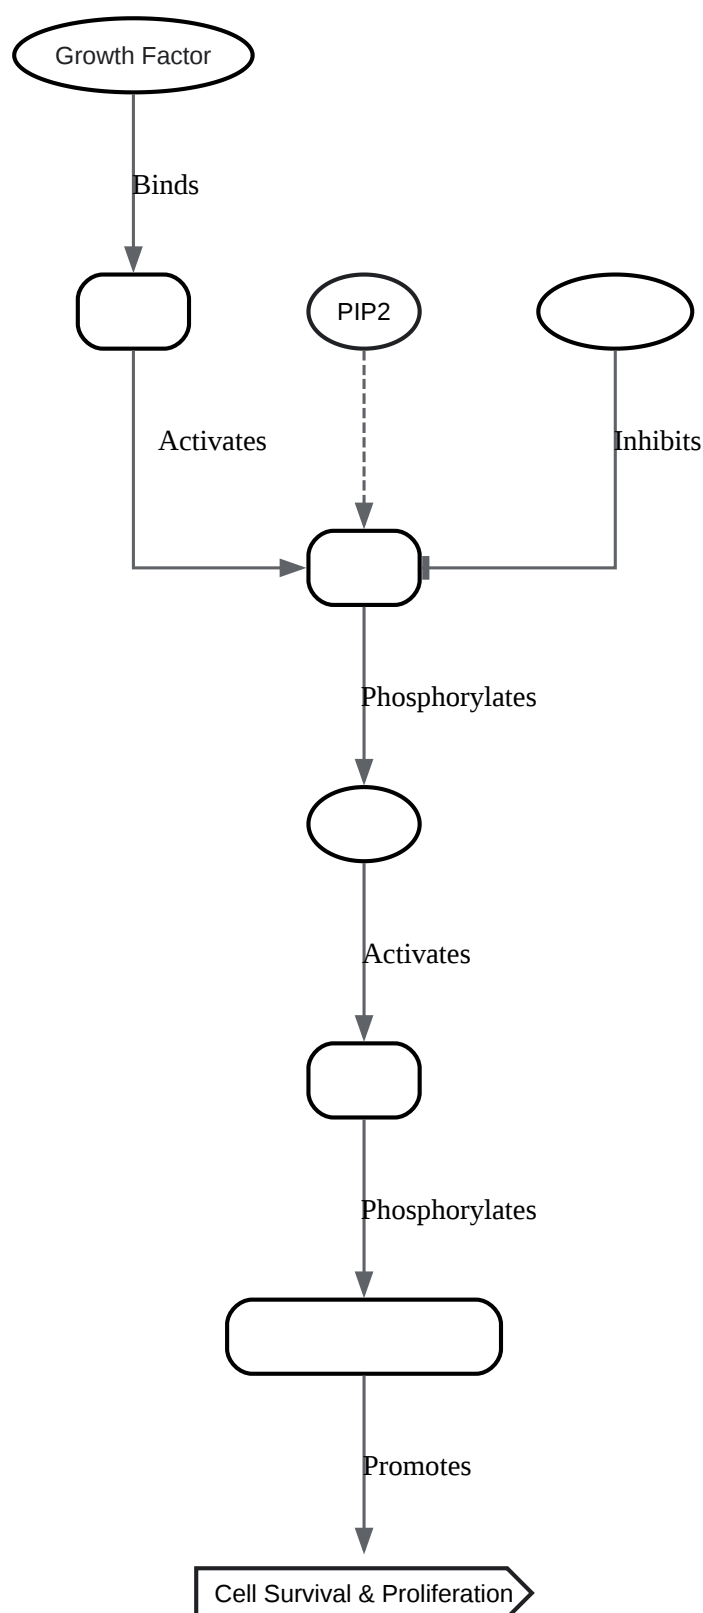 Growth Factor
Binds
PIP2
Activates
Inhibits
Phosphorylates
Activates
Phosphorylates
Promotes
Cell Survival & Proliferation